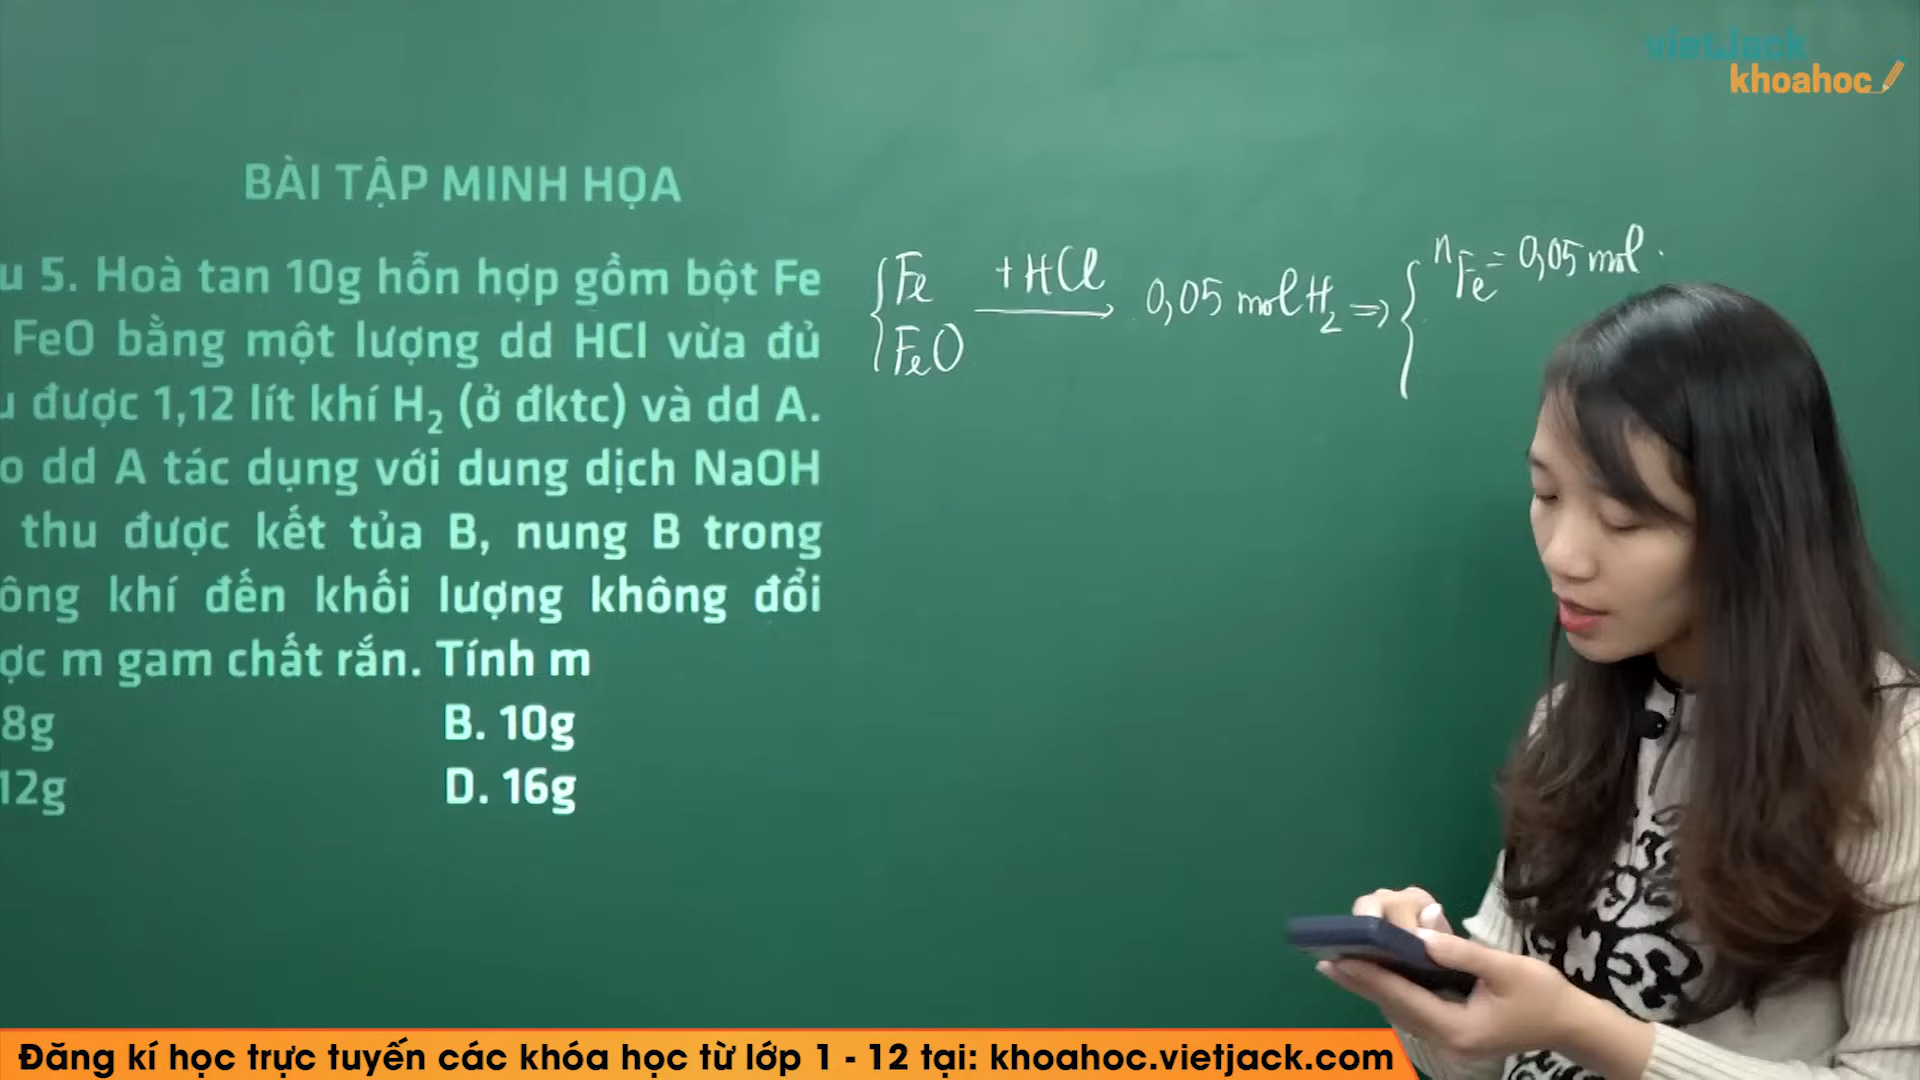 vietjack
khoahoc
BÀI TẬP MINH HỌA
u 5. Hoà tan 10g hỗn hợp gồm bột Fe
FeO bằng một lượng dd HCl vừa đủ
u được 1,12 lít khí H₂ (ở đktc) và dd A.
o dd A tác dụng với dung dịch NaOH
thu được kết tủa B, nung B trong
ông khí đến khối lượng không đổi
ợc m gam chất rắn. Tính m
8g B. 10g
12g D. 16g
{Fe FeO +HCl → 0,05 mol H₂ => { nFe = 0,05 mol.
Đăng kí học trực tuyến các khóa học từ lớp 1 - 12 tại: khoahoc.vietjack.com